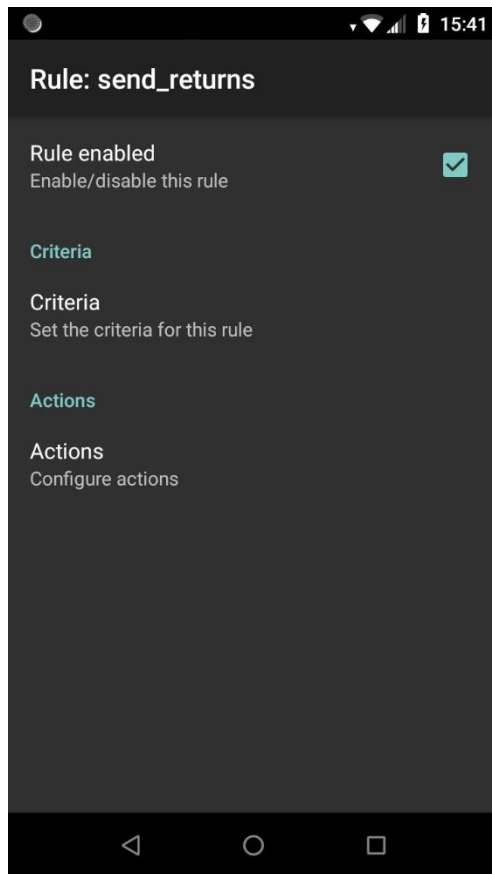 15:41
Rule: send_returns
Rule enabled
Enable/disable this rule
Criteria
Criteria
Set the criteria for this rule
Actions
Actions
Configure actions